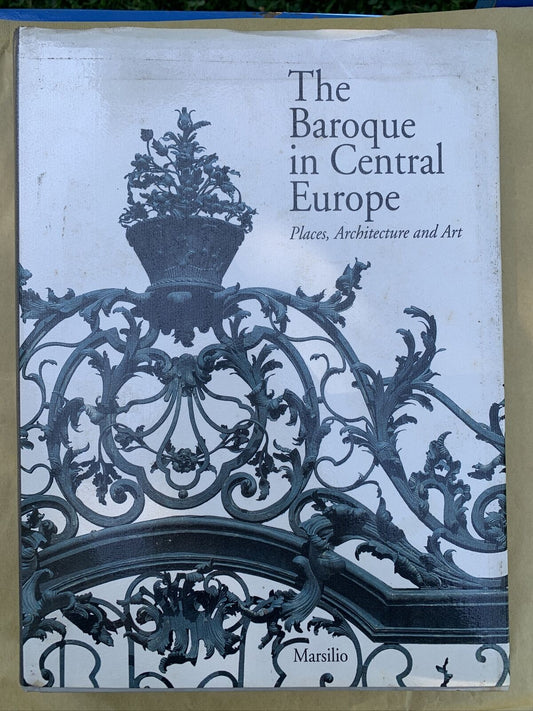 The
Baroque
in Central
Europe
Places, Architecture and Art
Marsilio